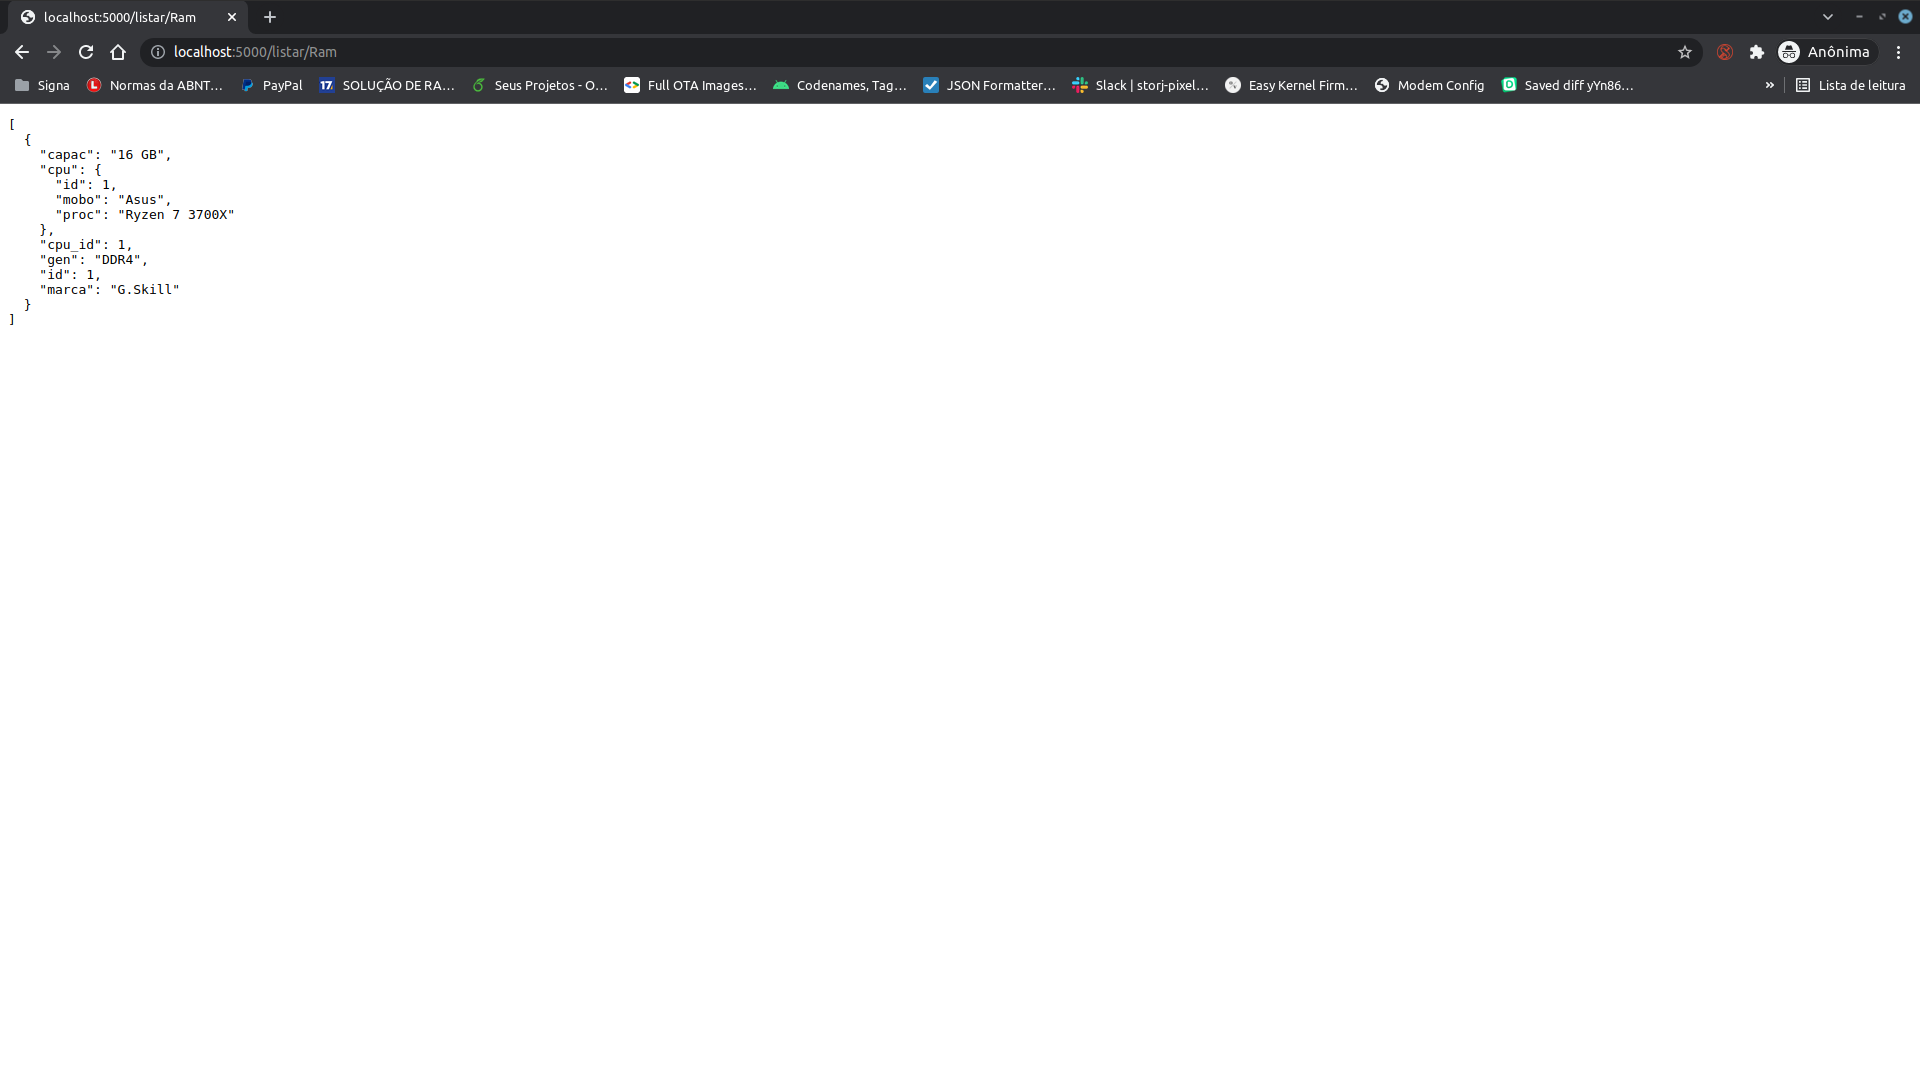 localhost:5000/listar/Ram
localhost:5000/listar/Ram
Anônima
Signa
Normas da ABNT...
PayPal
SOLUÇÃO DE RA...
Seus Projetos - O...
Full OTA Images...
Codenames, Tag...
JSON Formatter...
Slack | storj-pixel...
Easy Kernel Firm...
Modem Config
Saved diff yYn86...
»
Lista de leitura
[
  {
    "capac": "16 GB",
    "cpu": {
      "id": 1,
      "mobo": "Asus",
      "proc": "Ryzen 7 3700X"
    },
    "cpu_id": 1,
    "gen": "DDR4",
    "id": 1,
    "marca": "G.Skill"
  }
]